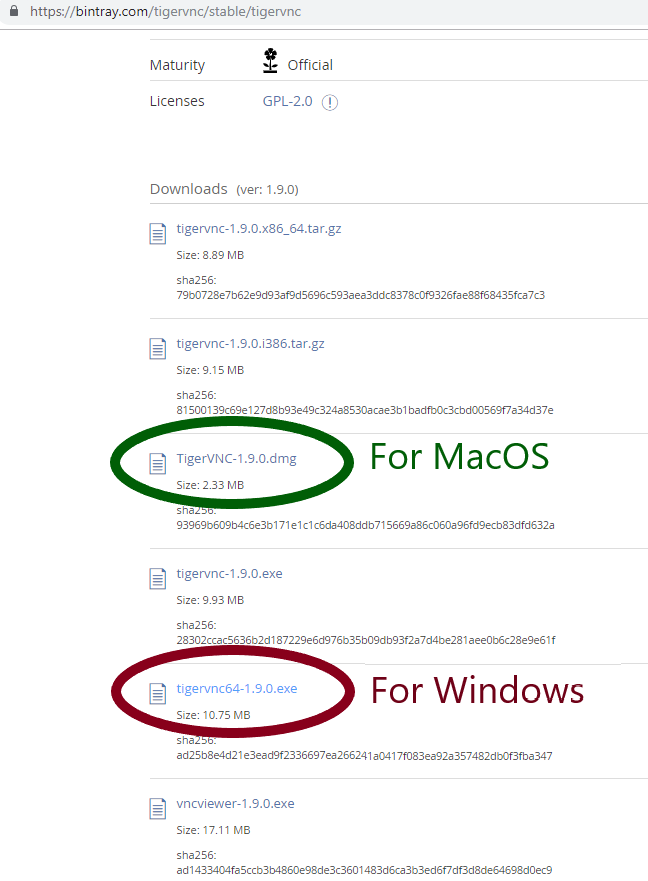 https://bintray.com/tigervnc/stable/tigervnc
Maturity Official
Licenses GPL-2.0
Downloads (ver: 1.9.0)
tigervnc-1.9.0.x86_64.tar.gz
Size: 8.89 MB
sha256:
79b0728e7b62e9d93af9d5696c593aea3ddc8378c0f9326fae88f68435fca7c3
tigervnc-1.9.0.i386.tar.gz
Size: 9.15 MB
sha256:
81500139c69e127d8b93e49c324a8530acae3b1badfb0c3cbd00569f7a34d37e
TigerVNC-1.9.0.dmg For MacOS
Size: 2.33 MB
sha256:
93969b609b4c6e3b171e1c1c6da408ddb715669a86c060a96fd9ecb83dfd632a
tigervnc-1.9.0.exe
Size: 9.93 MB
sha256:
28302ccac5636b2d187229e6d976b35b09db93f2a7d4be281aee0b6c28e9e61f
tigervnc64-1.9.0.exe For Windows
Size: 10.75 MB
sha256:
ad25b8e4d21e3ead9f2336697ea266241a0417f083ea92a357482db0f3fba347
vncviewer-1.9.0.exe
Size: 17.11 MB
sha256:
ad1433404fa5ccb3b4860e98de3c3601483d6ca3b3ed6f7df3d8de64698d0ec9